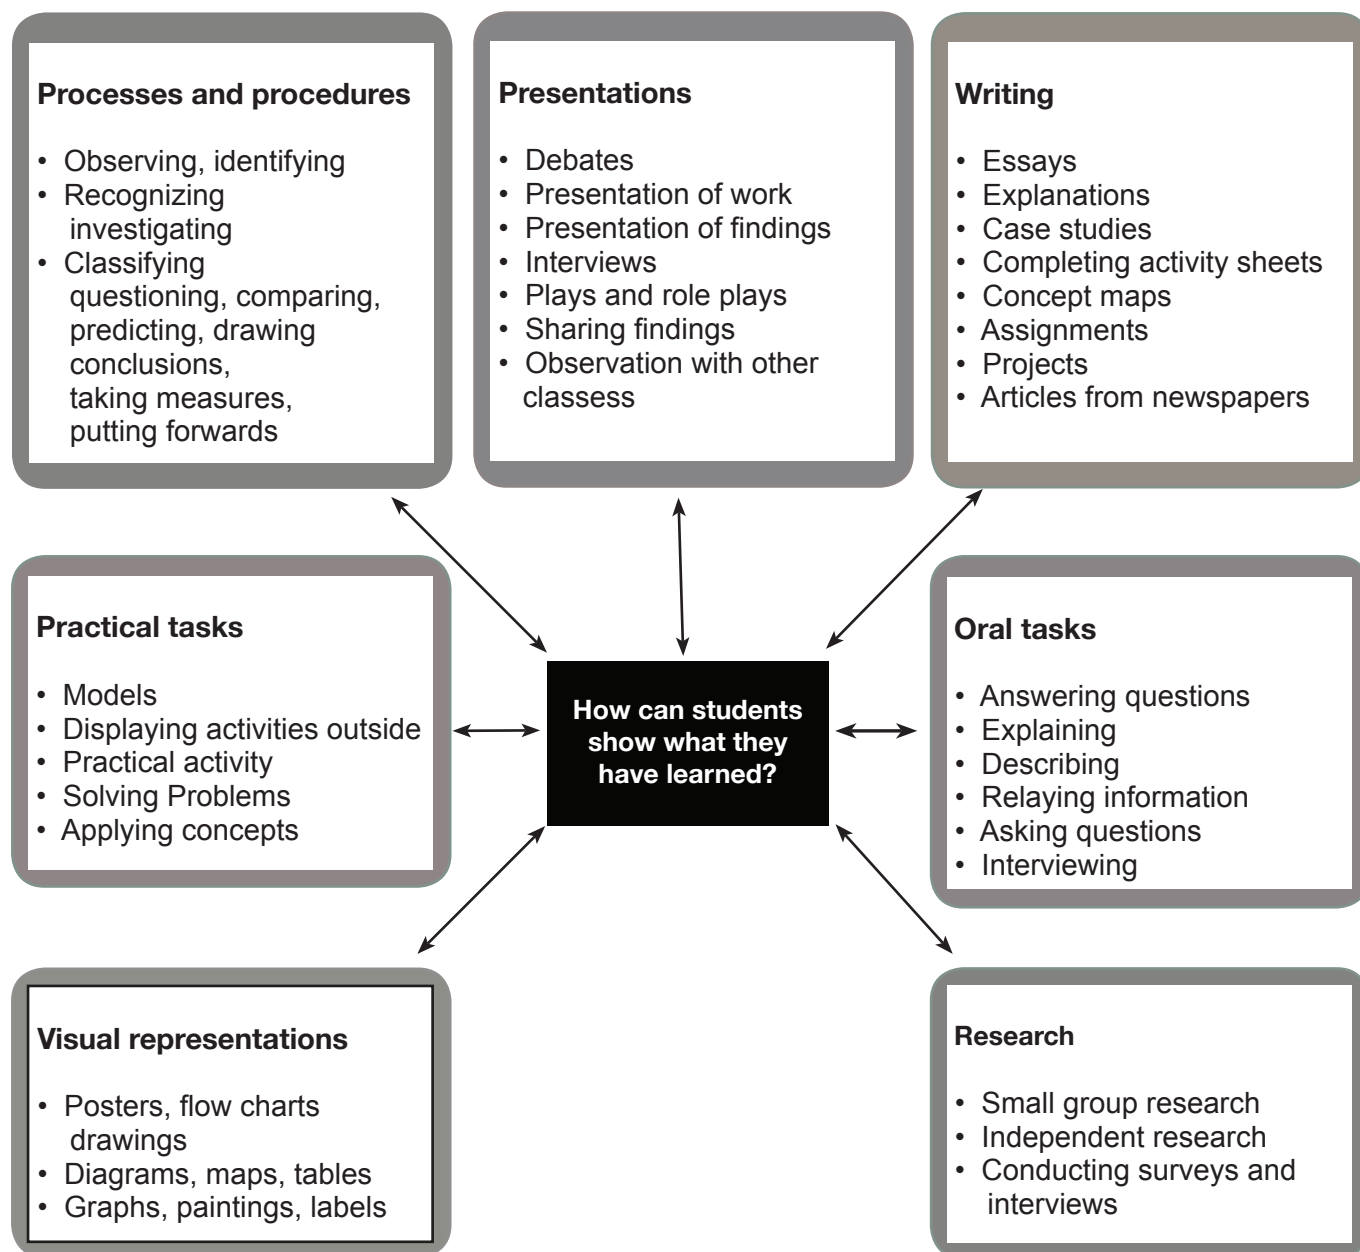 Processes and procedures
• Observing, identifying
• Recognizing
investigating
• Classifying
questioning, comparing,
predicting, drawing
conclusions,
taking measures,
putting forwards
Presentations
• Debates
• Presentation of work
• Presentation of findings
• Interviews
• Plays and role plays
• Sharing findings
• Observation with other
classess
Writing
• Essays
• Explanations
• Case studies
• Completing activity sheets
• Concept maps
• Assignments
• Projects
• Articles from newspapers
Practical tasks
• Models
• Displaying activities outside
• Practical activity
• Solving Problems
• Applying concepts
How can students
show what they
have learned?
Oral tasks
• Answering questions
• Explaining
• Describing
• Relaying information
• Asking questions
• Interviewing
Visual representations
• Posters, flow charts
drawings
• Diagrams, maps, tables
• Graphs, paintings, labels
Research
• Small group research
• Independent research
• Conducting surveys and
interviews